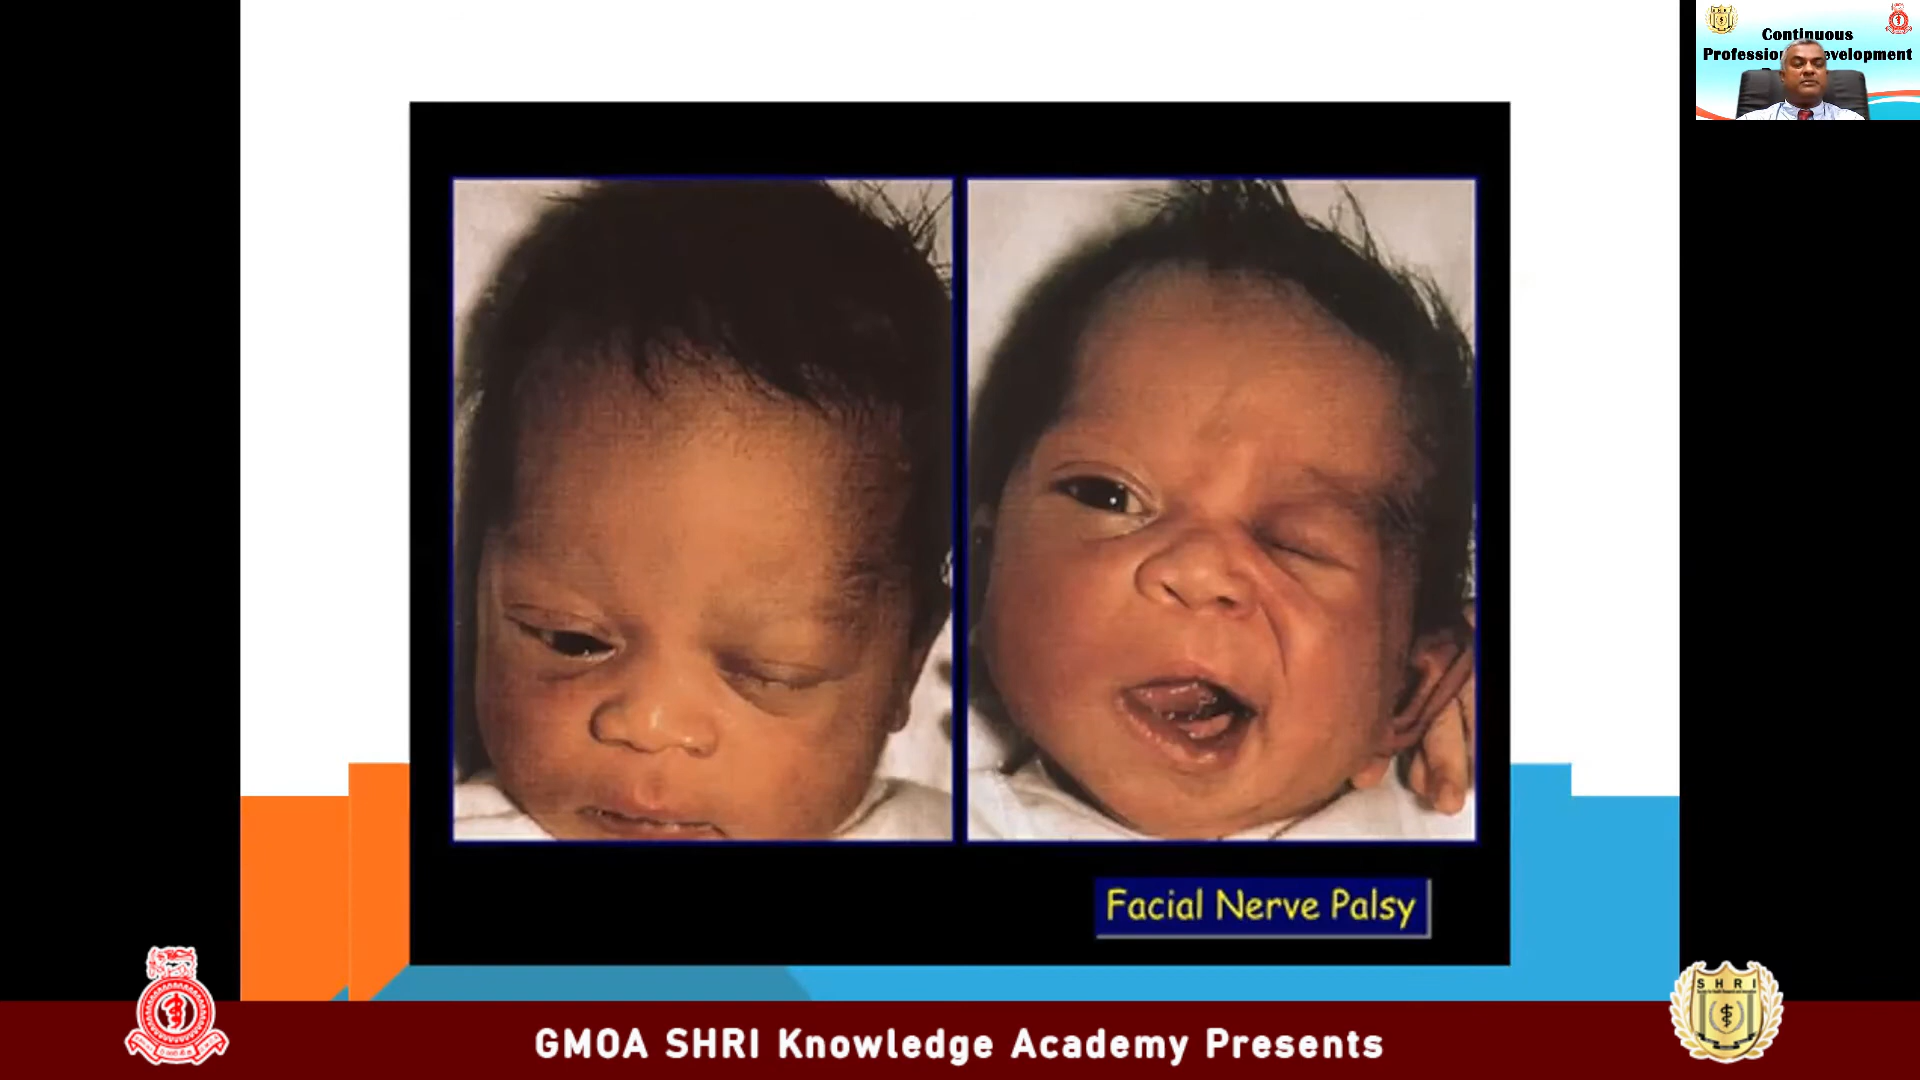 Continuous
Professio evelopment
Facial Nerve Palsy
S H R I
GMOA SHRI Knowledge Academy Presents